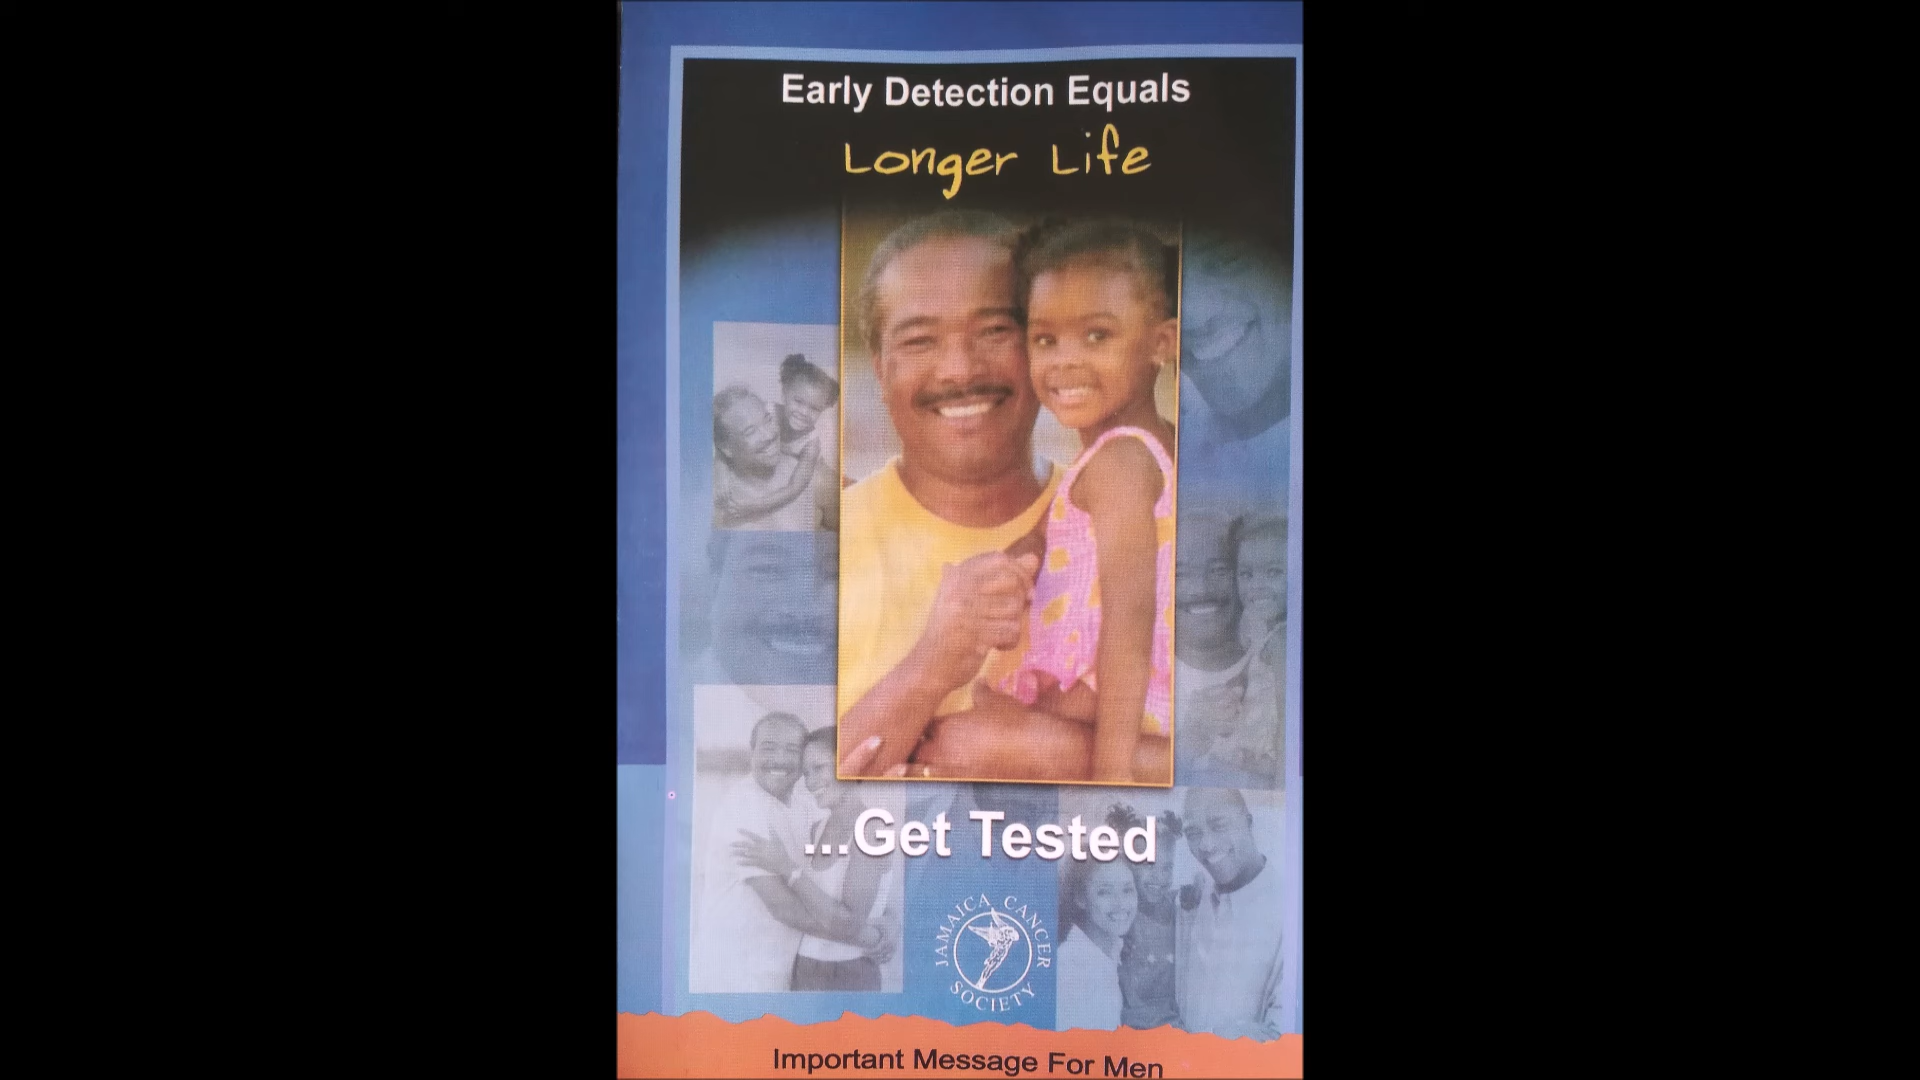 Early Detection Equals
Longer Life
...Get Tested
JAMAICA CANCER
SOCIETY
Important Message For Men